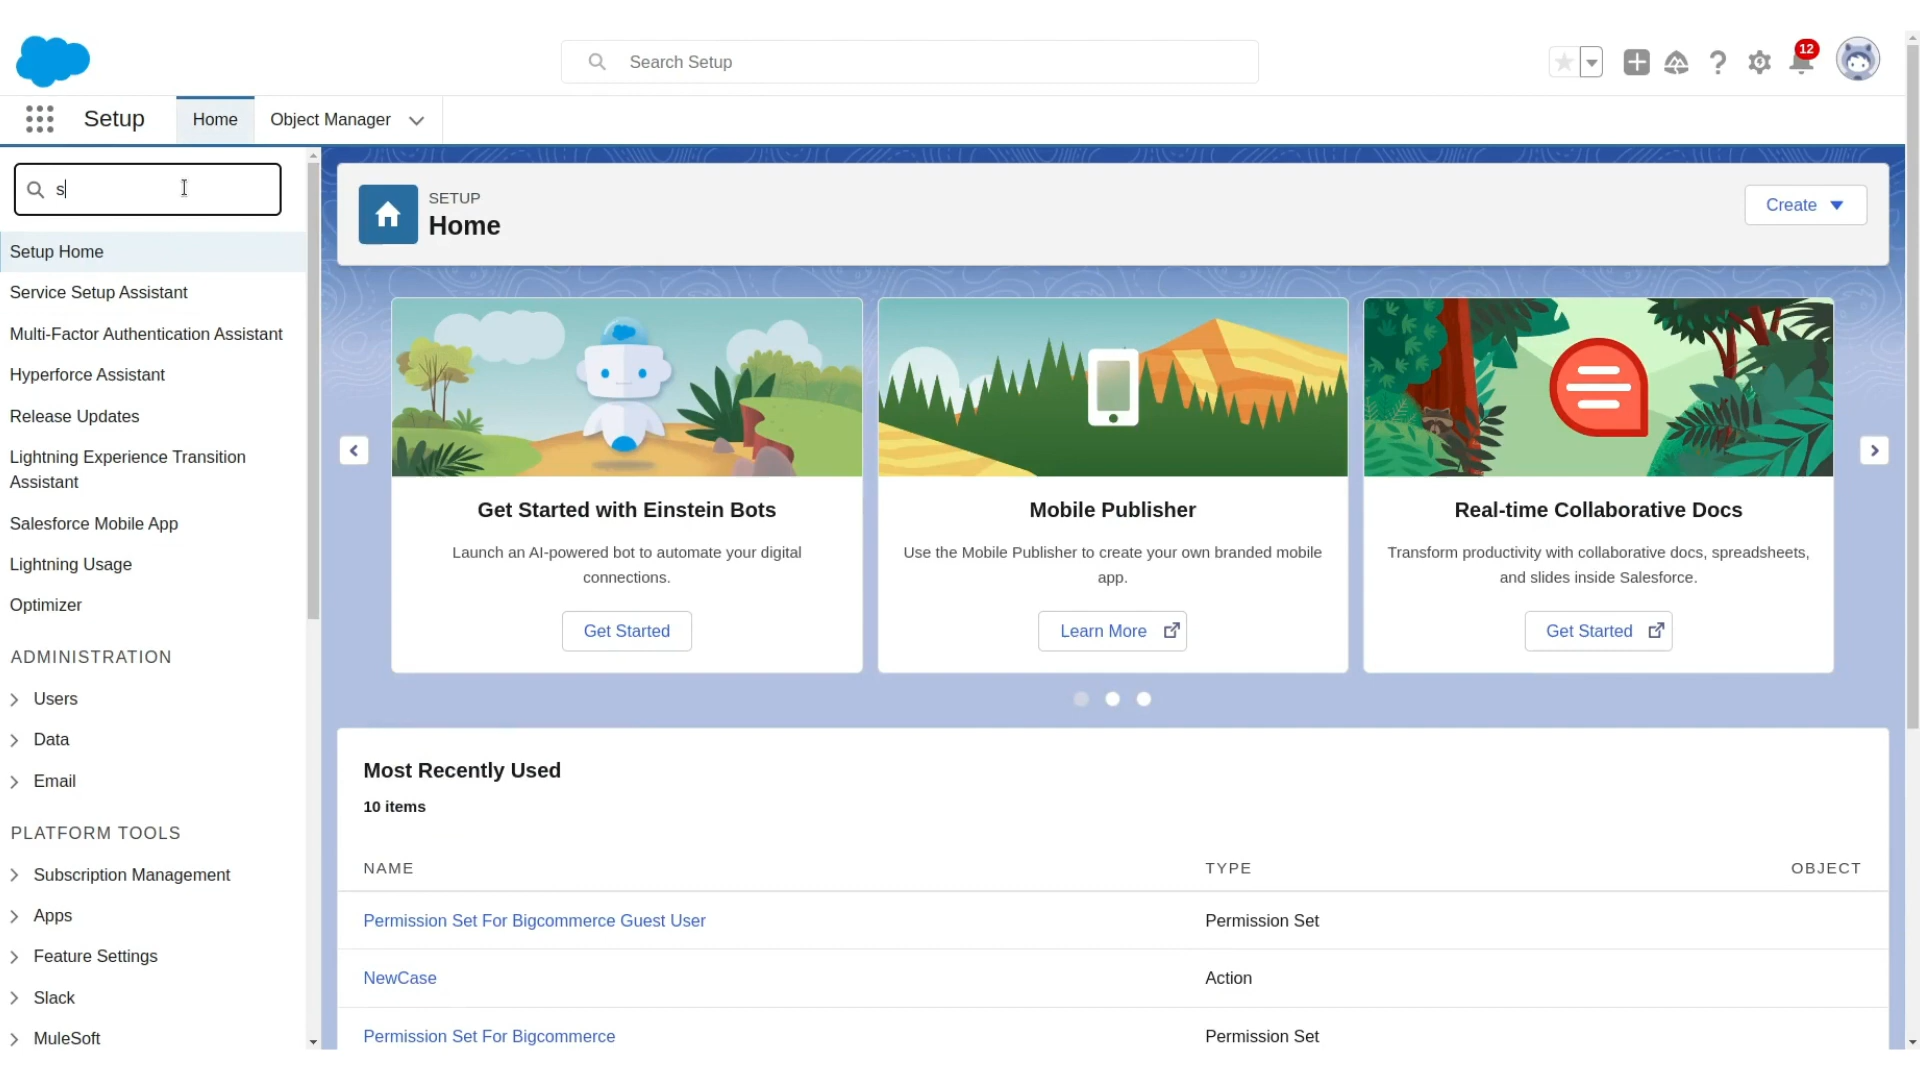 Search Setup
12
Setup
Home
Object Manager
s
Setup Home
Service Setup Assistant
Multi-Factor Authentication Assistant
Hyperforce Assistant
Release Updates
Lightning Experience Transition
Assistant
Salesforce Mobile App
Lightning Usage
Optimizer
ADMINISTRATION
Users
Data
Email
PLATFORM TOOLS
Subscription Management
Apps
Feature Settings
Slack
MuleSoft
SETUP
Home
Create
Get Started with Einstein Bots
Launch an AI-powered bot to automate your digital
connections.
Get Started
Mobile Publisher
Use the Mobile Publisher to create your own branded mobile
app.
Learn More
Real-time Collaborative Docs
Transform productivity with collaborative docs, spreadsheets,
and slides inside Salesforce.
Get Started
Most Recently Used
10 items
NAME TYPE OBJECT
Permission Set For Bigcommerce Guest User Permission Set
NewCase Action
Permission Set For Bigcommerce Permission Set